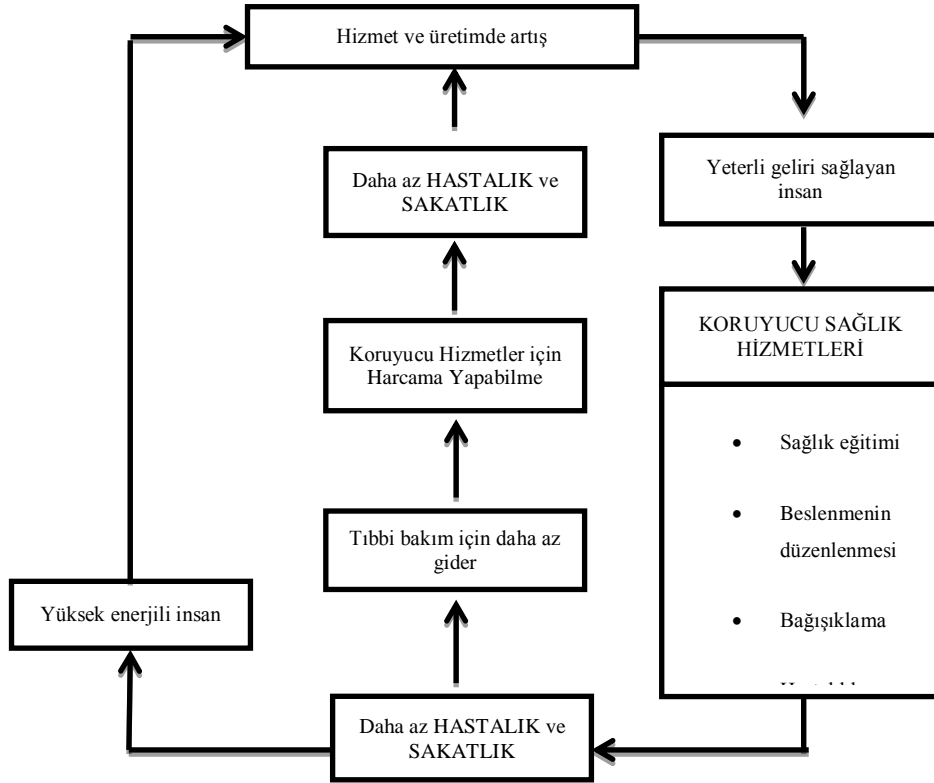 Hizmet ve üretimde artış
Daha az HASTALIK ve
SAKATLIK
Yeterli geliri sağlayan
insan
KORUYUCU SAĞLIK
HİZMETLERİ
Koruyucu Hizmetler için
Harcama Yapabilme
• Sağlık eğitimi
• Beslenmenin
düzenlenmesi
• Bağışıklama
Tıbbi bakım için daha az
gider
Yüksek enerjili insan
Daha az HASTALIK ve
SAKATLIK